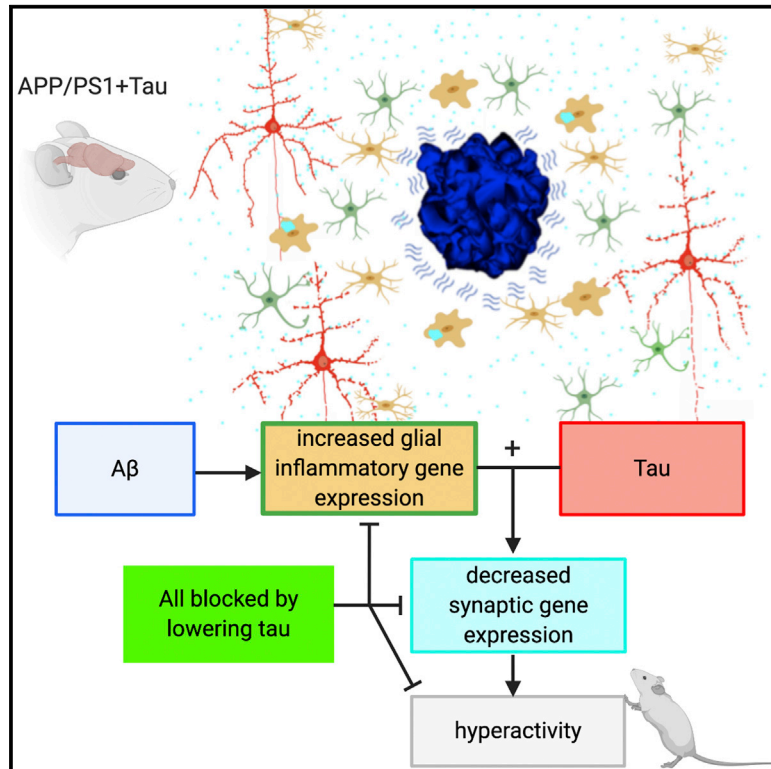 APP/PS1+Tau
Aβ
increased glial
inflammatory gene
expression
+
Tau
All blocked by
lowering tau
decreased
synaptic gene
expression
hyperactivity